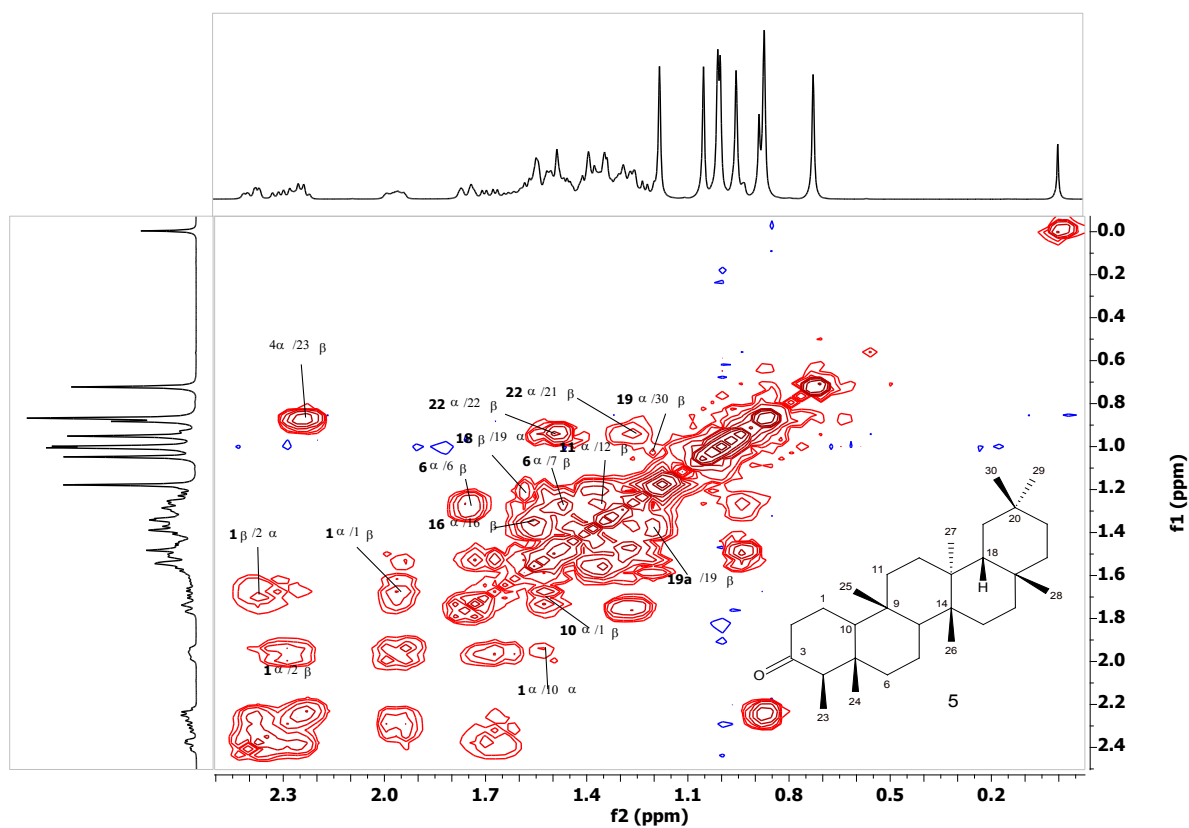 0.0
0.2
0.4
4α /23 β
0.6
22 α /21 β
22 α /22 β
19 α /30 β
0.8
18 β /19 α
11 α /12 β
1.0
6 α /6 β
6 α /7 β
1.2
16 α /16 β
1 β /2 α
1 α /1 β
1.4
19a α /19 β
1.6
10 α /1 β
1.8
1 α /2 β
1 α /10 α
2.0
2.2
2.4
f1 (ppm)
30
29
20
27
18
H
11
25
28
1
9
14
10
26
3
O
6
24
23
5
2.3
2.0
1.7
1.4
1.1
0.8
0.5
0.2
f2 (ppm)